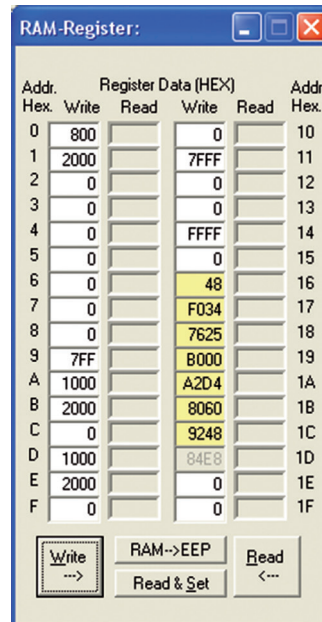 RAM-Register:
Addr. Register Data (HEX) Addr
Hex. Write Read Write Read Hex.
0 800 0 10
1 2000 7FFF 11
2 0 0 12
3 0 0 13
4 0 FFFF 14
5 0 0 15
6 0 48 16
7 0 F034 17
8 0 7625 18
9 7FF B000 19
A 1000 A2D4 1A
B 2000 8060 1B
C 0 9248 1C
D 1000 84E8 1D
E 2000 0 1E
F 0 0 1F
Write ---> RAM-->EEP Read <---
Read & Set